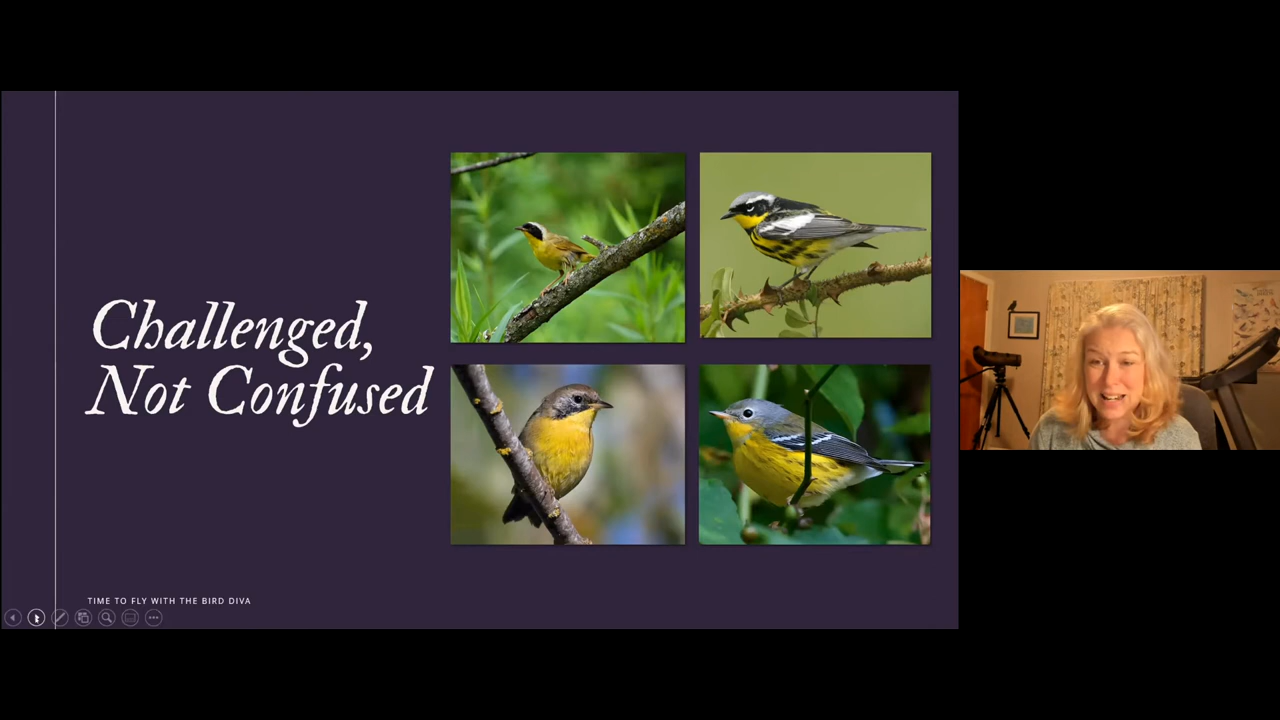 Challenged,
Not Confused
TIME TO FLY WITH THE BIRD DIVA